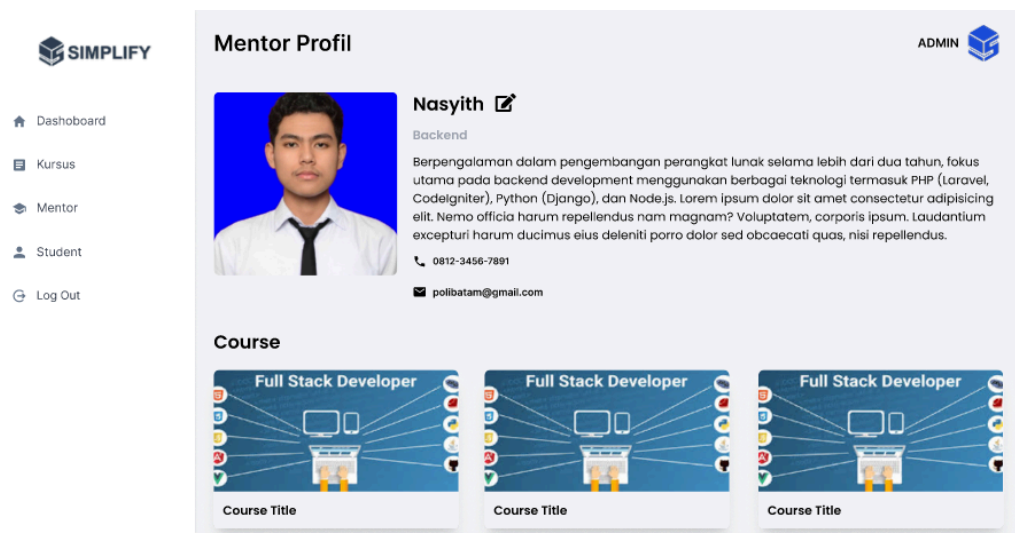 SIMPLIFY
Dashoboard
Kursus
Mentor
Student
Log Out
Mentor Profil
ADMIN
Nasyith
Backend
Berpengalaman dalam pengembangan perangkat lunak selama lebih dari dua tahun, fokus
utama pada backend development menggunakan berbagai teknologi termasuk PHP (Laravel,
CodeIgniter), Python (Django), dan Node.js. Lorem ipsum dolor sit amet consectetur adipisicing
elit. Nemo officia harum repellendus nam magnam? Voluptatem, corporis ipsum. Laudantium
excepturi harum ducimus eius deleniti porro dolor sed obcaecati quas, nisi repellendus.
0812-3456-7891
polibatam@gmail.com
Course
Full Stack Developer
Full Stack Developer
Full Stack Developer
Course Title
Course Title
Course Title